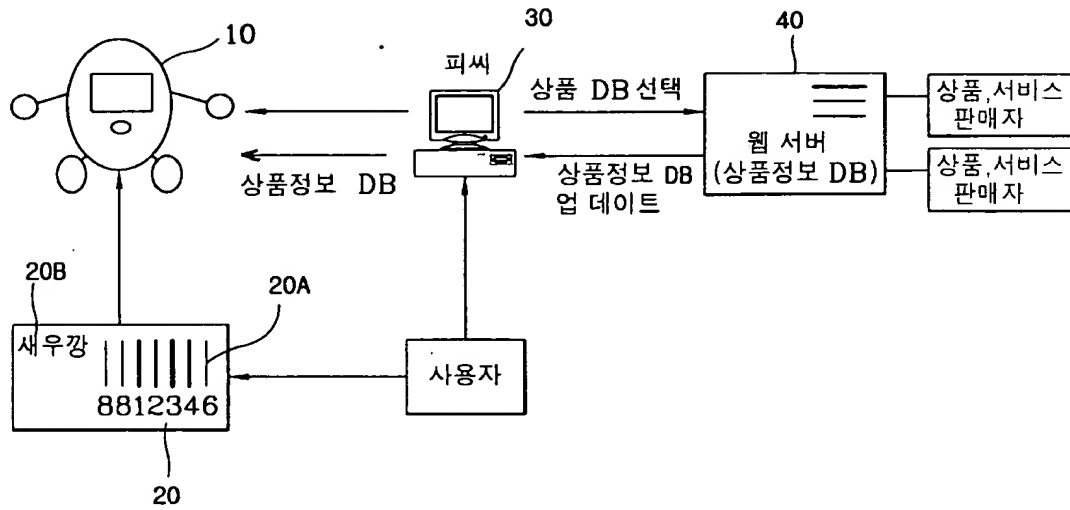 10
30
40
피씨
상품 DB 선택
상품정보 DB
상품정보 DB
업 데이트
웹 서버
(상품정보 DB)
상품,서비스
판매자
상품,서비스
판매자
20B
20A
새우깡
8812346
사용자
20